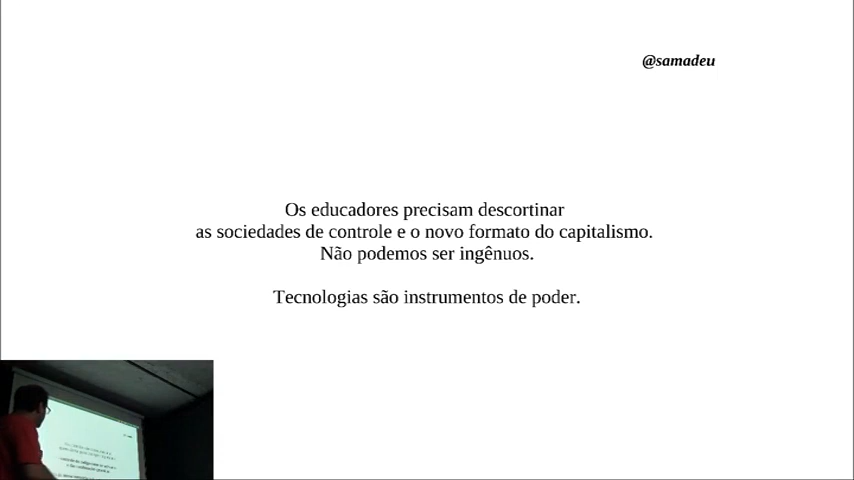 @samadeu
Os educadores precisam descortinar
as sociedades de controle e o novo formato do capitalismo.
Não podemos ser ingênuos.
Tecnologias são instrumentos de poder.